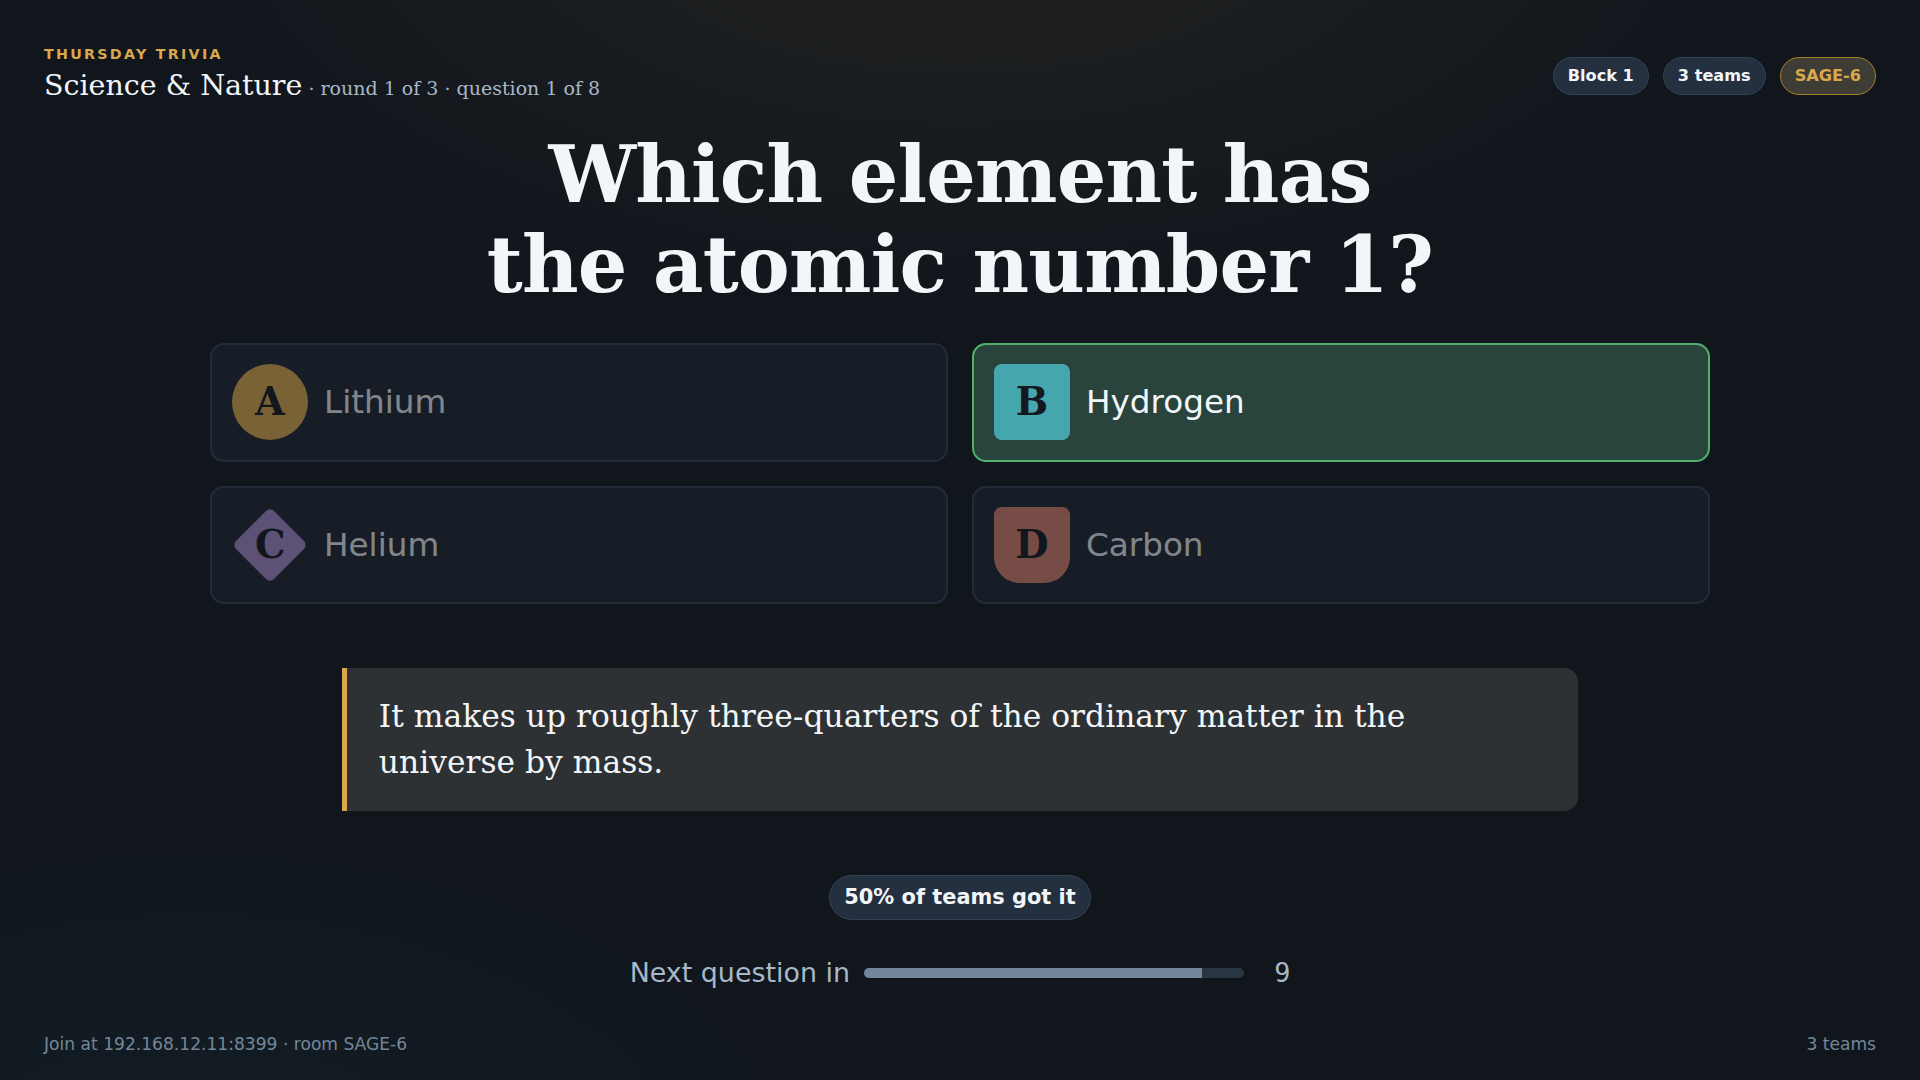 THURSDAY TRIVIA
Science & Nature · round 1 of 3 · question 1 of 8
Block 1
3 teams
SAGE-6
Which element has
the atomic number 1?
A Lithium
B Hydrogen
C Helium
D Carbon
It makes up roughly three-quarters of the ordinary matter in the
universe by mass.
50% of teams got it
Next question in 9
Join at 192.168.12.11:8399 · room SAGE-6
3 teams